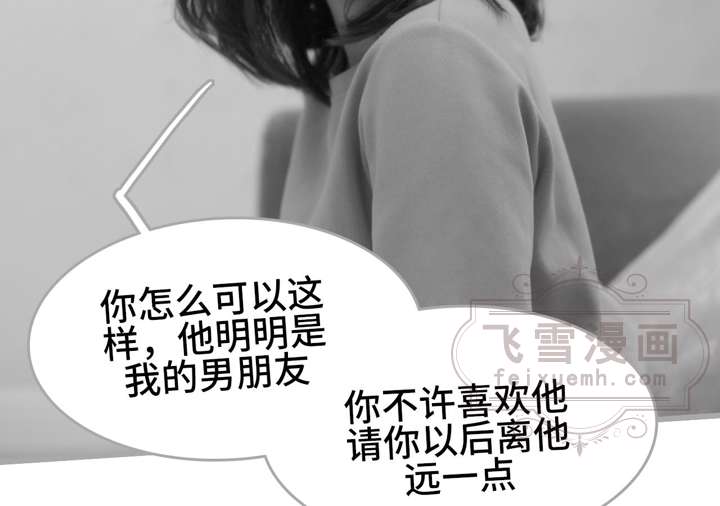 你怎么可以这
样，他明明是
我的男朋友
你不许喜欢他
请你以后离他
远一点
飞雪漫画
feixuemh.com